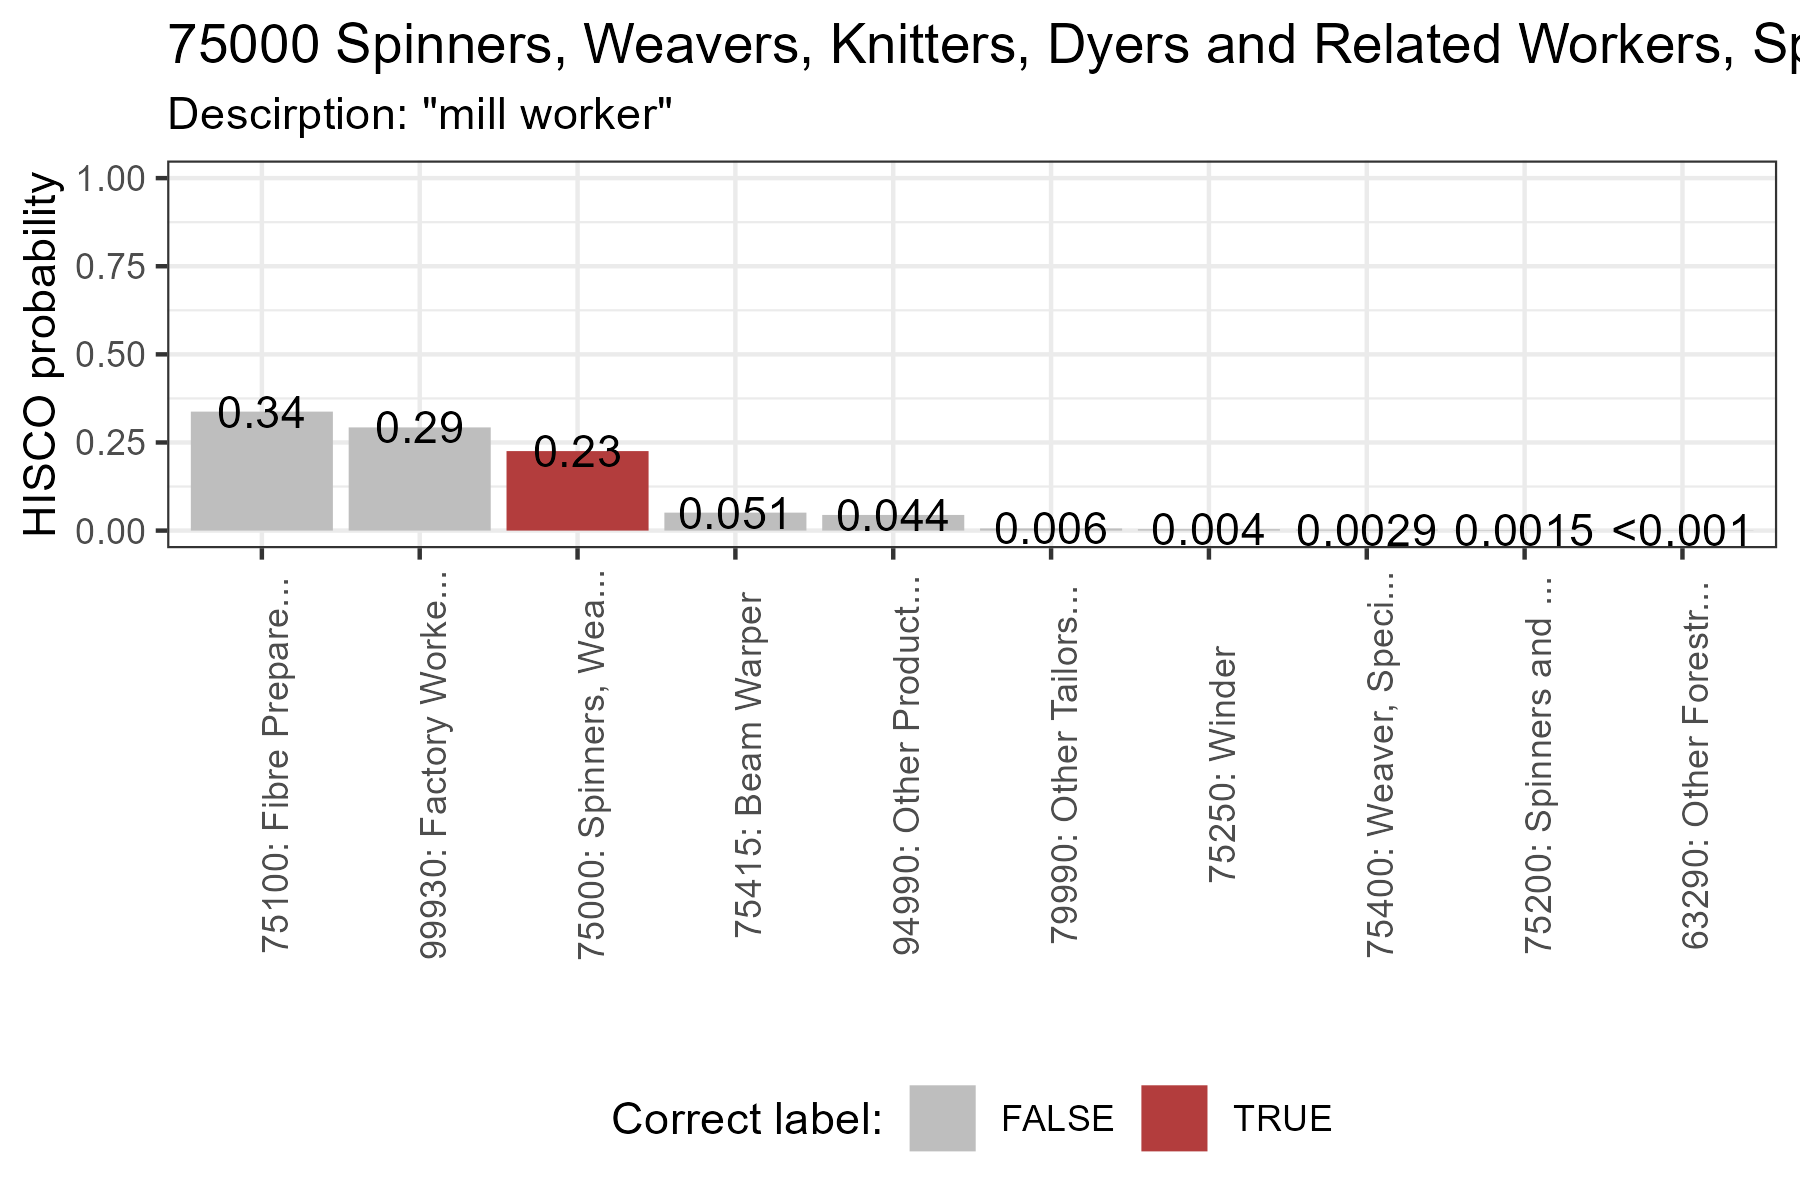 75000 Spinners, Weavers, Knitters, Dyers and Related Workers, Sp
Descirption: "mill worker"
HISCO probability
1.00
0.75
0.50
0.25
0.00
0.34
0.29
0.23
0.051
0.044
0.006
0.004
0.0029
0.0015
<0.001
75100: Fibre Prepare...
99930: Factory Worke...
75000: Spinners, Wea...
75415: Beam Warper
94990: Other Product...
79990: Other Tailors...
75250: Winder
75400: Weaver, Speci...
75200: Spinners and ...
63290: Other Forestr...
Correct label: FALSE TRUE